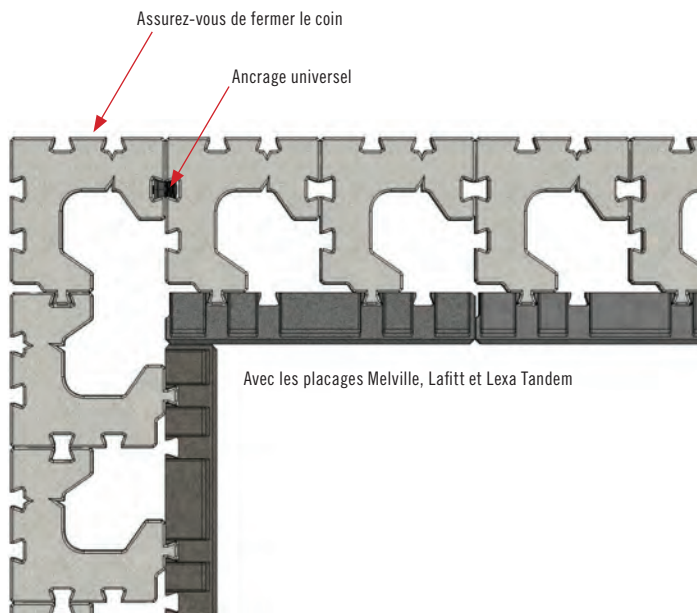 Assurez-vous de fermer le coin
Ancrage universel
Avec les placages Melville, Lafitt et Lexa Tandem